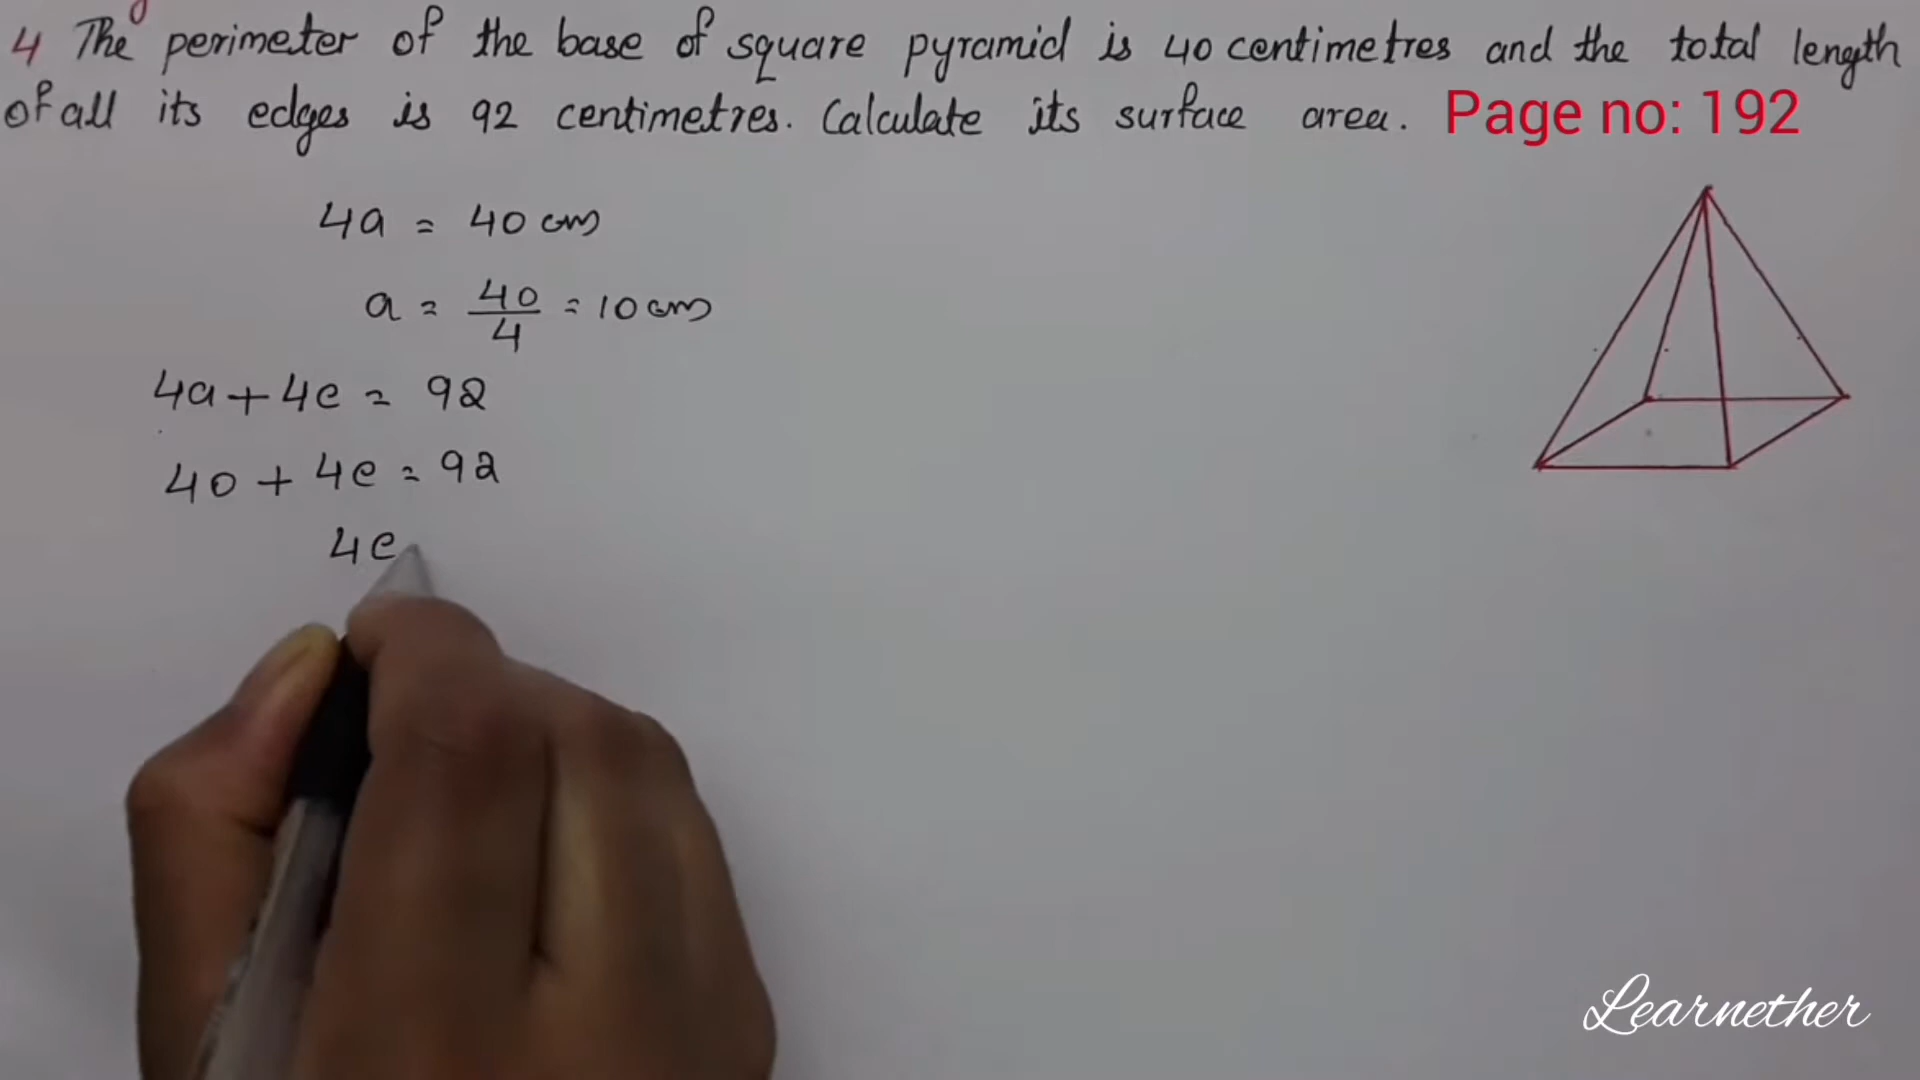 4 The perimeter of the base of square pyramid is 40 centimetres and the total length
of all its edges is 92 centimetres. Calculate its surface area. Page no: 192
4a = 40 cm
a = 40/4 = 10 cm
4a + 4e = 92
40 + 4e = 92
4e
Learnether